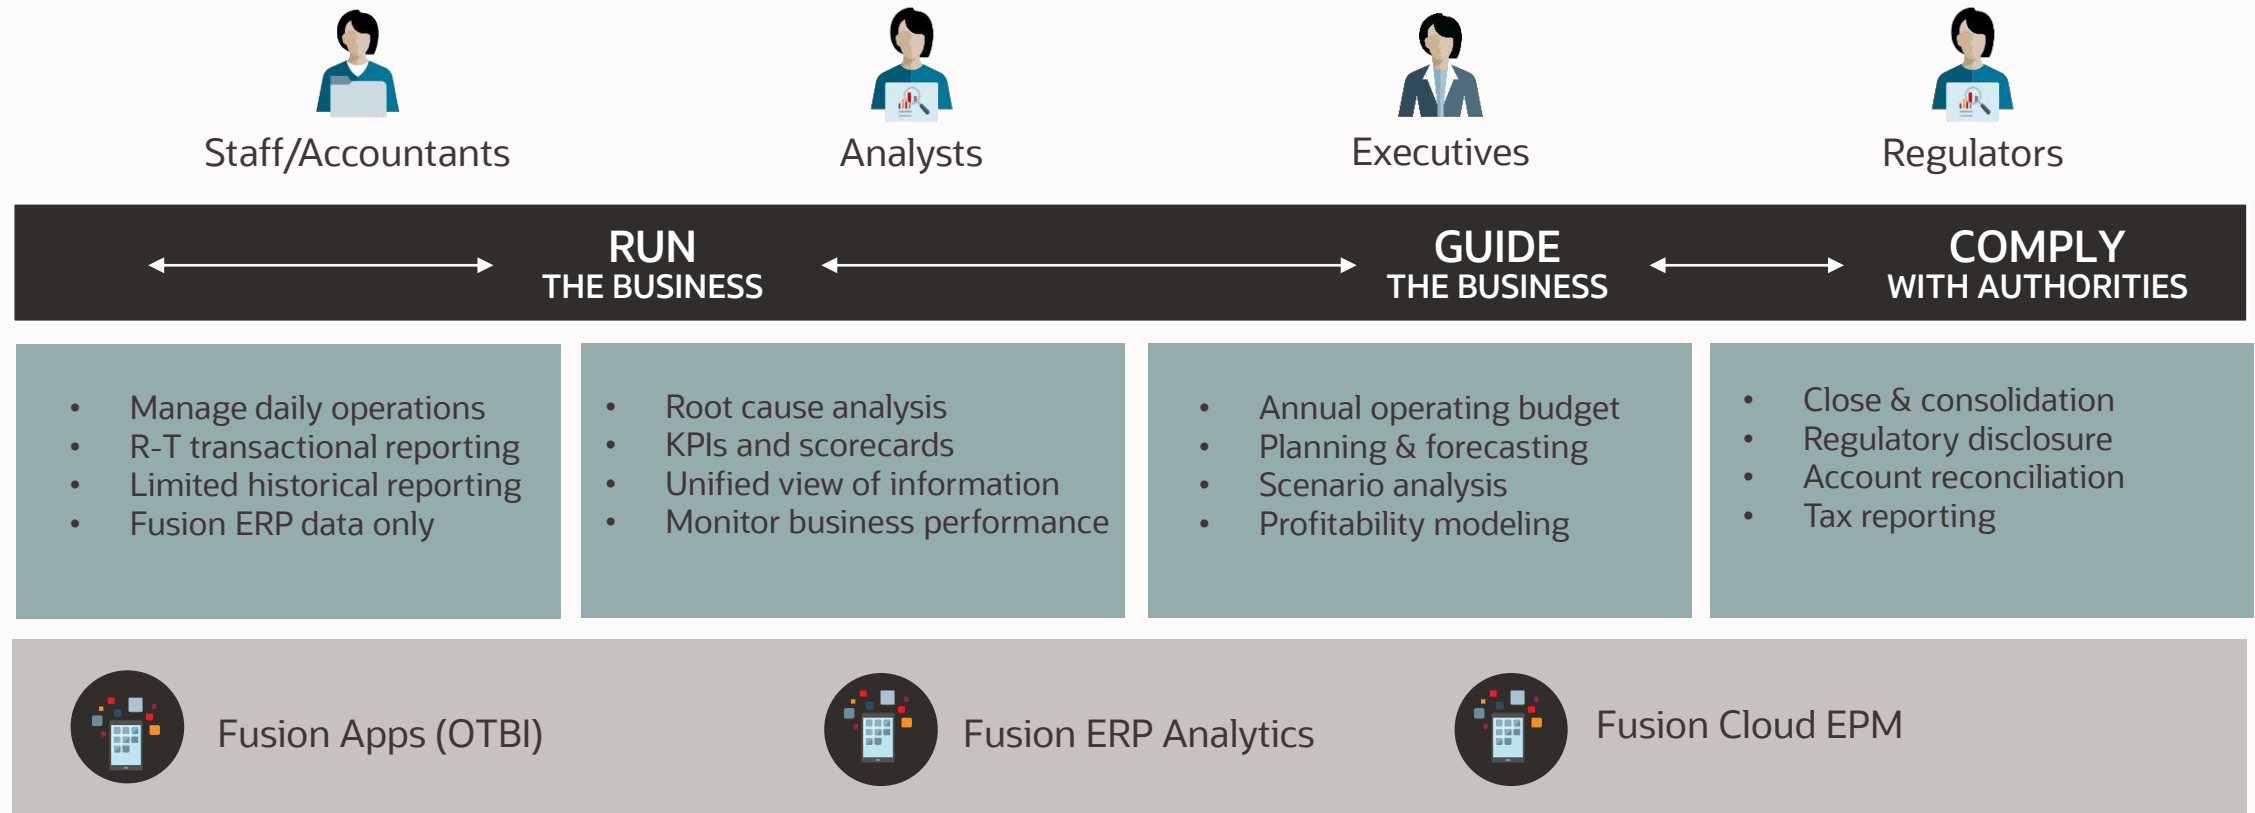 Staff/Accountants
Analysts
Executives
Regulators
RUN
THE BUSINESS
GUIDE
THE BUSINESS
COMPLY
WITH AUTHORITIES
• Manage daily operations
• R-T transactional reporting
• Limited historical reporting
• Fusion ERP data only
• Root cause analysis
• KPIs and scorecards
• Unified view of information
• Monitor business performance
• Annual operating budget
• Planning & forecasting
• Scenario analysis
• Profitability modeling
• Close & consolidation
• Regulatory disclosure
• Account reconciliation
• Tax reporting
Fusion Apps (OTBI)
Fusion ERP Analytics
Fusion Cloud EPM